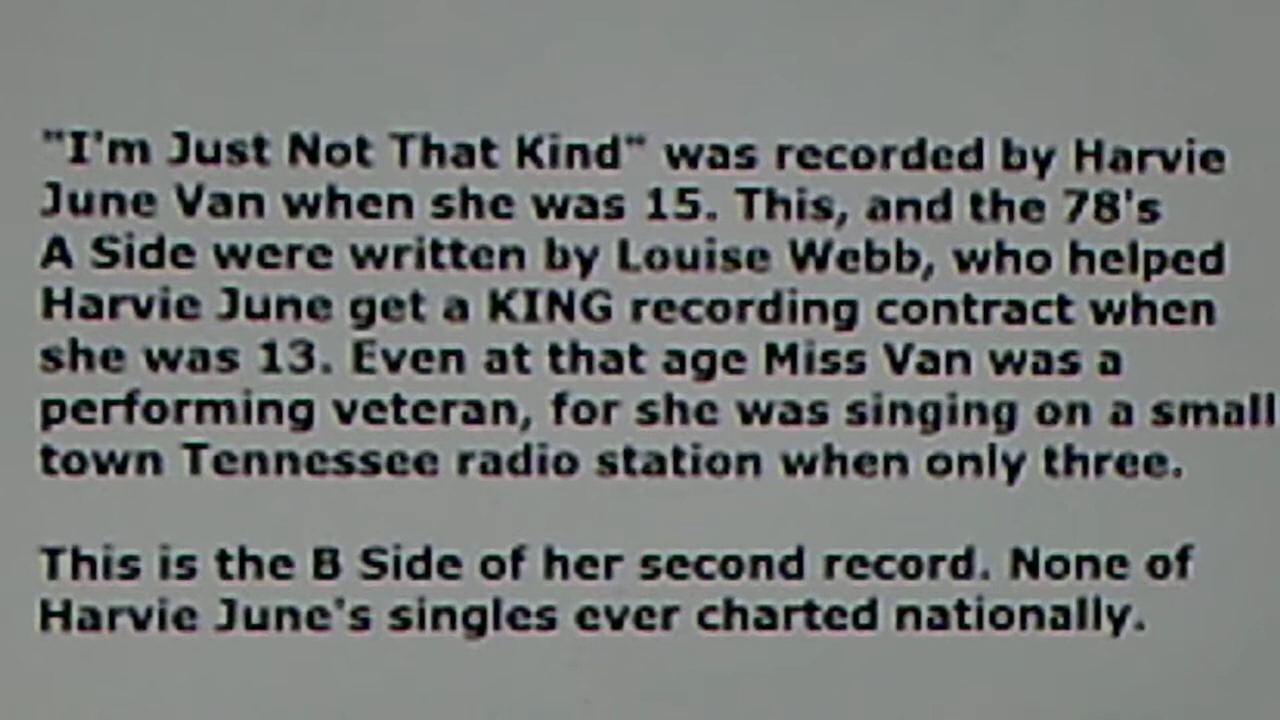 "I'm Just Not That Kind" was recorded by Harvie
June Van when she was 15. This, and the 78's
A Side were written by Louise Webb, who helped
Harvie June get a KING recording contract when
she was 13. Even at that age Miss Van was a
performing veteran, for she was singing on a small
town Tennessee radio station when only three.
This is the B Side of her second record. None of
Harvie June's singles ever charted nationally.